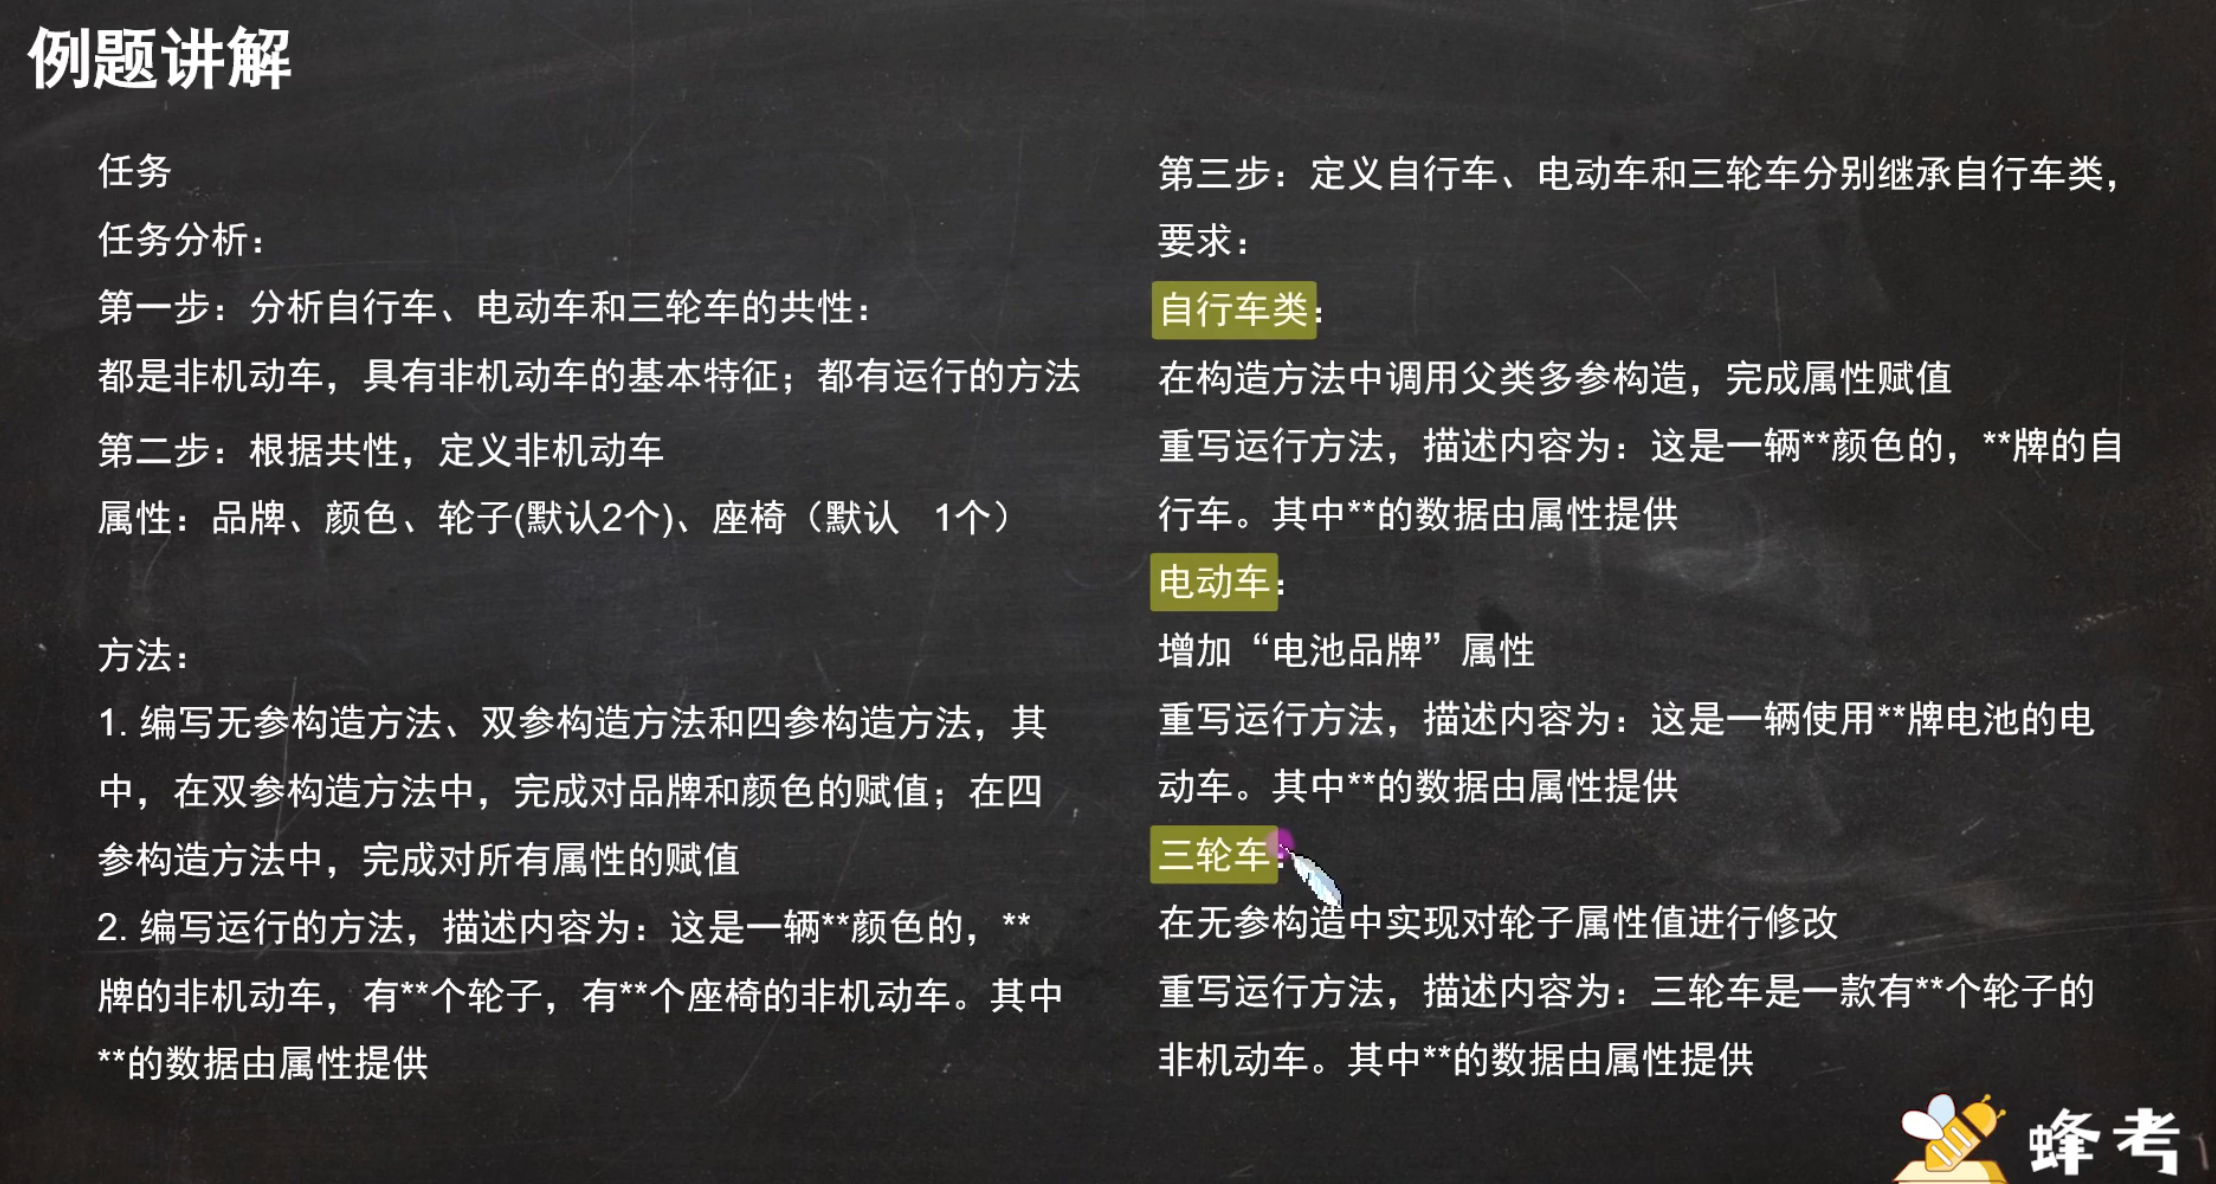 例题讲解
任务
任务分析：
第一步：分析自行车、电动车和三轮车的共性：
都是非机动车，具有非机动车的基本特征；都有运行的方法
第二步：根据共性，定义非机动车
属性：品牌、颜色、轮子(默认2个)、座椅（默认 1个）
方法：
1. 编写无参构造方法、双参构造方法和四参构造方法，其
中，在双参构造方法中，完成对品牌和颜色的赋值；在四
参构造方法中，完成对所有属性的赋值
2. 编写运行的方法，描述内容为：这是一辆**颜色的，**
牌的非机动车，有**个轮子，有**个座椅的非机动车。其中
**的数据由属性提供
第三步：定义自行车、电动车和三轮车分别继承自行车类，
要求：
自行车类：
在构造方法中调用父类多参构造，完成属性赋值
重写运行方法，描述内容为：这是一辆**颜色的，**牌的自
行车。其中**的数据由属性提供
电动车：
增加“电池品牌”属性
重写运行方法，描述内容为：这是一辆使用**牌电池的电
动车。其中**的数据由属性提供
三轮车：
在无参构造中实现对轮子属性值进行修改
重写运行方法，描述内容为：三轮车是一款有**个轮子的
非机动车。其中**的数据由属性提供
蜂考